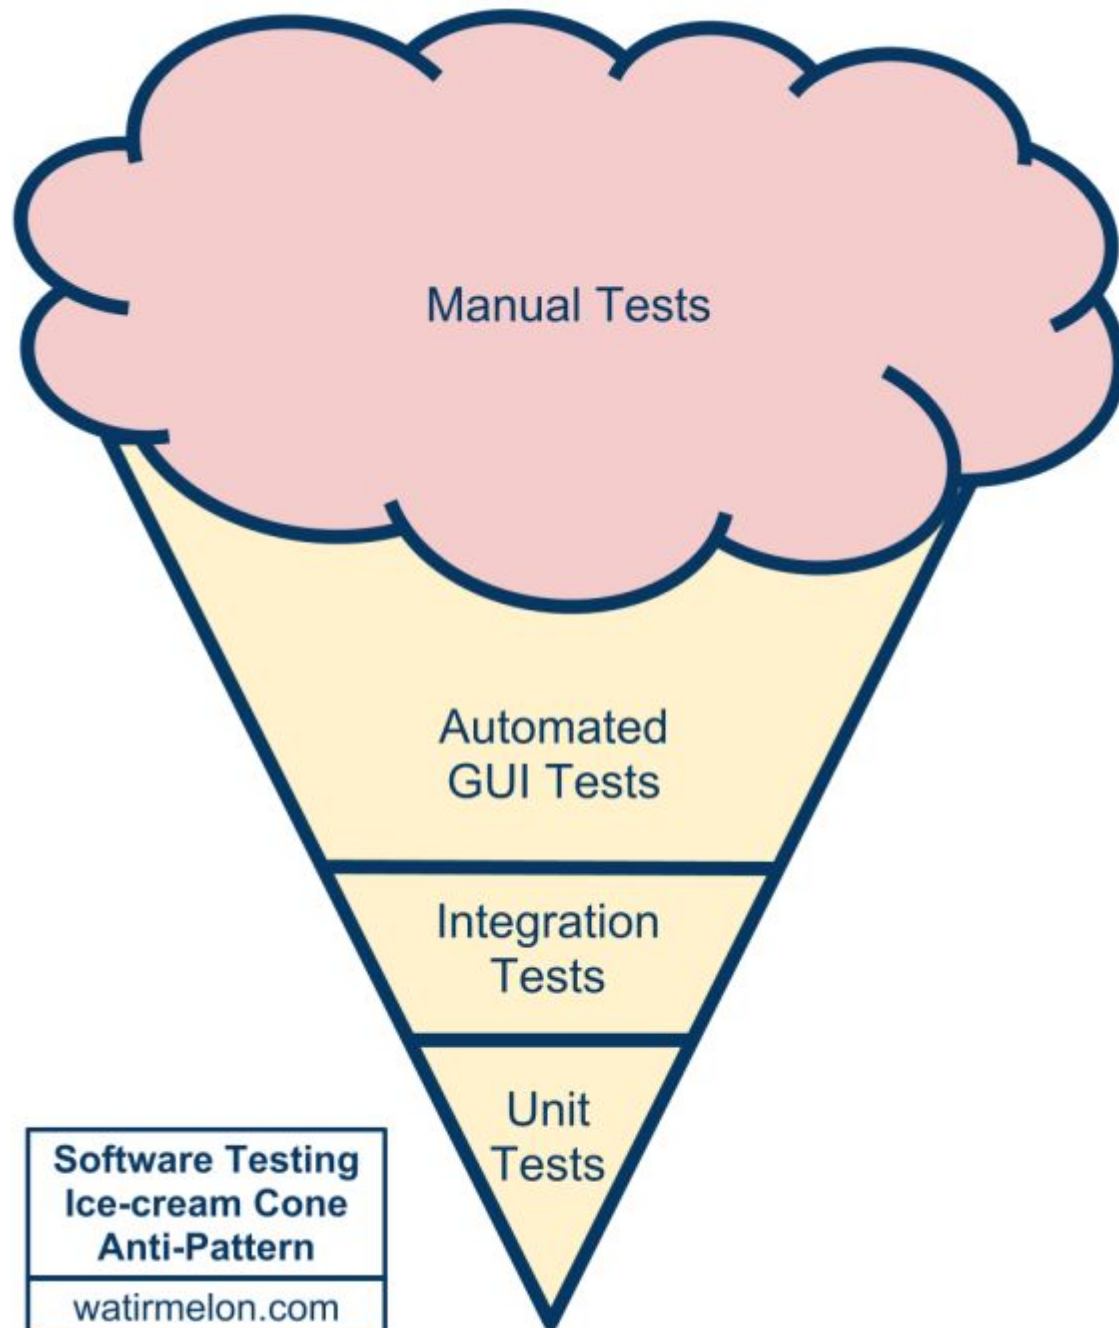 Manual Tests
Automated
GUI Tests
Integration
Tests
Unit
Tests
Software Testing
Ice-cream Cone
Anti-Pattern
watirmelon.com